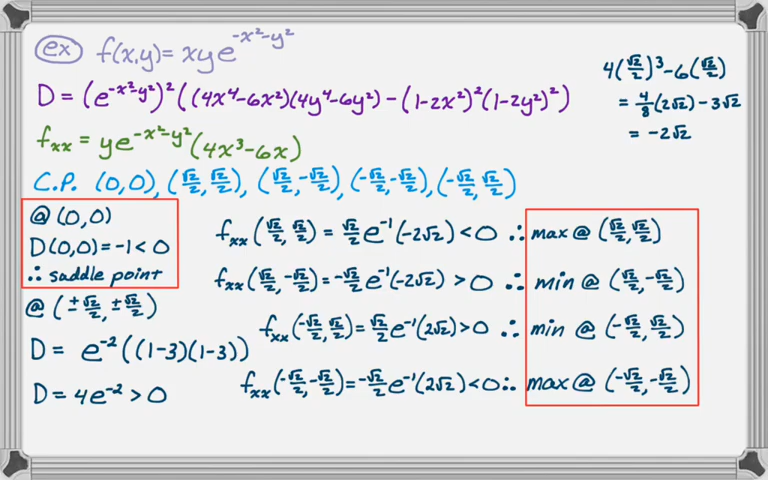 ex f(x,y) = xye^(-x²-y²)
D = (e^(-x²-y²))² ((4x⁴-6x²)(4y⁴-6y²) - (1-2x²)²(1-2y²)²)
f_xx = ye^(-x²-y²)(4x³-6x)
C.P. (0,0), (√2/2, √2/2), (√2/2, -√2/2), (-√2/2, -√2/2), (-√2/2, √2/2)
4(√2/2)³ - 6(√2/2)
= 4/8(2√2) - 3√2
= -2√2
@ (0,0)
D(0,0) = -1 < 0
∴ saddle point
@ (±√2/2, ±√2/2)
D = e⁻²((1-3)(1-3))
D = 4e⁻² > 0
f_xx(√2/2, √2/2) = √2/2 e⁻¹(-2√2) < 0 ∴ max @ (√2/2, √2/2)
f_xx(√2/2, -√2/2) = -√2/2 e⁻¹(-2√2) > 0 ∴ min @ (√2/2, -√2/2)
f_xx(-√2/2, √2/2) = √2/2 e⁻¹(2√2) > 0 ∴ min @ (-√2/2, √2/2)
f_xx(-√2/2, -√2/2) = -√2/2 e⁻¹(2√2) < 0 ∴ max @ (-√2/2, -√2/2)